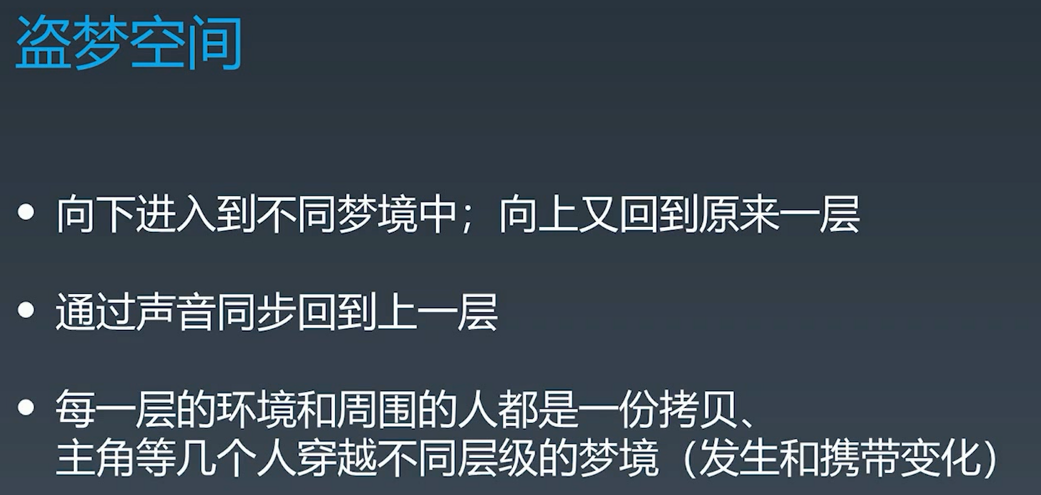 盗梦空间
• 向下进入到不同梦境中；向上又回到原来一层
• 通过声音同步回到上一层
• 每一层的环境和周围的人都是一份拷贝、
主角等几个人穿越不同层级的梦境（发生和携带变化）